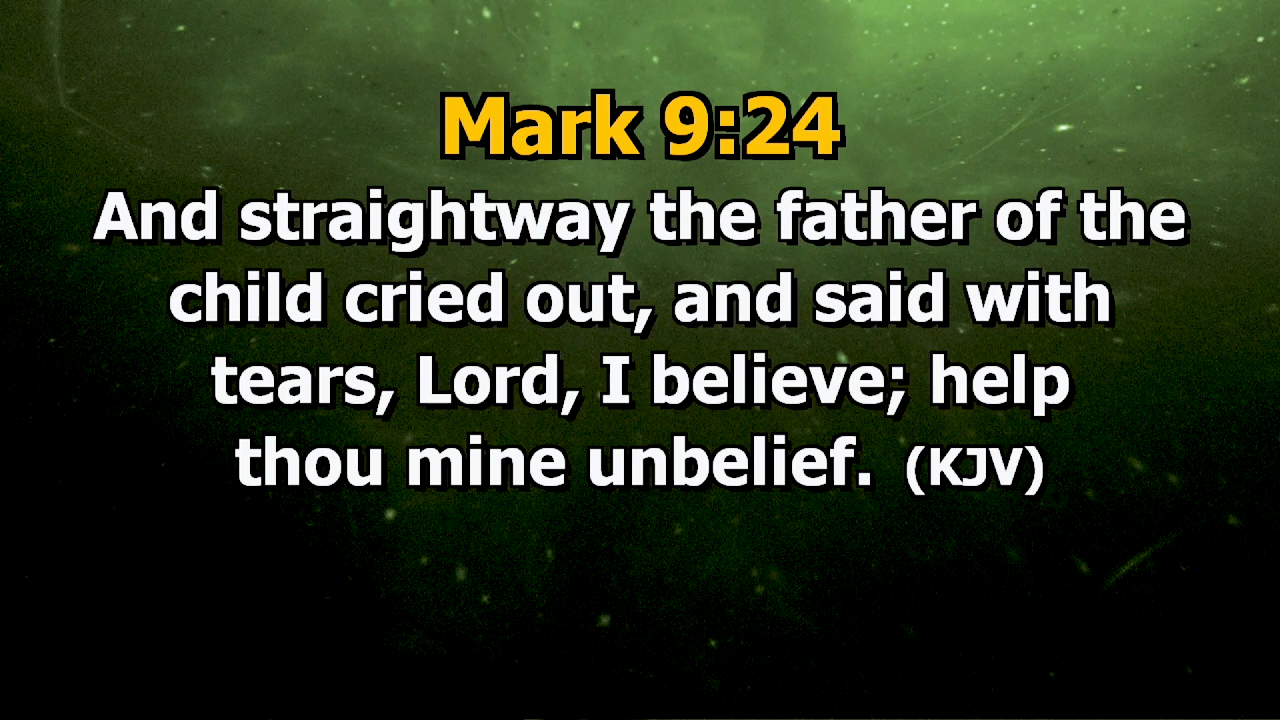 Mark 9:24
And straightway the father of the
child cried out, and said with
tears, Lord, I believe; help
thou mine unbelief. (KJV)